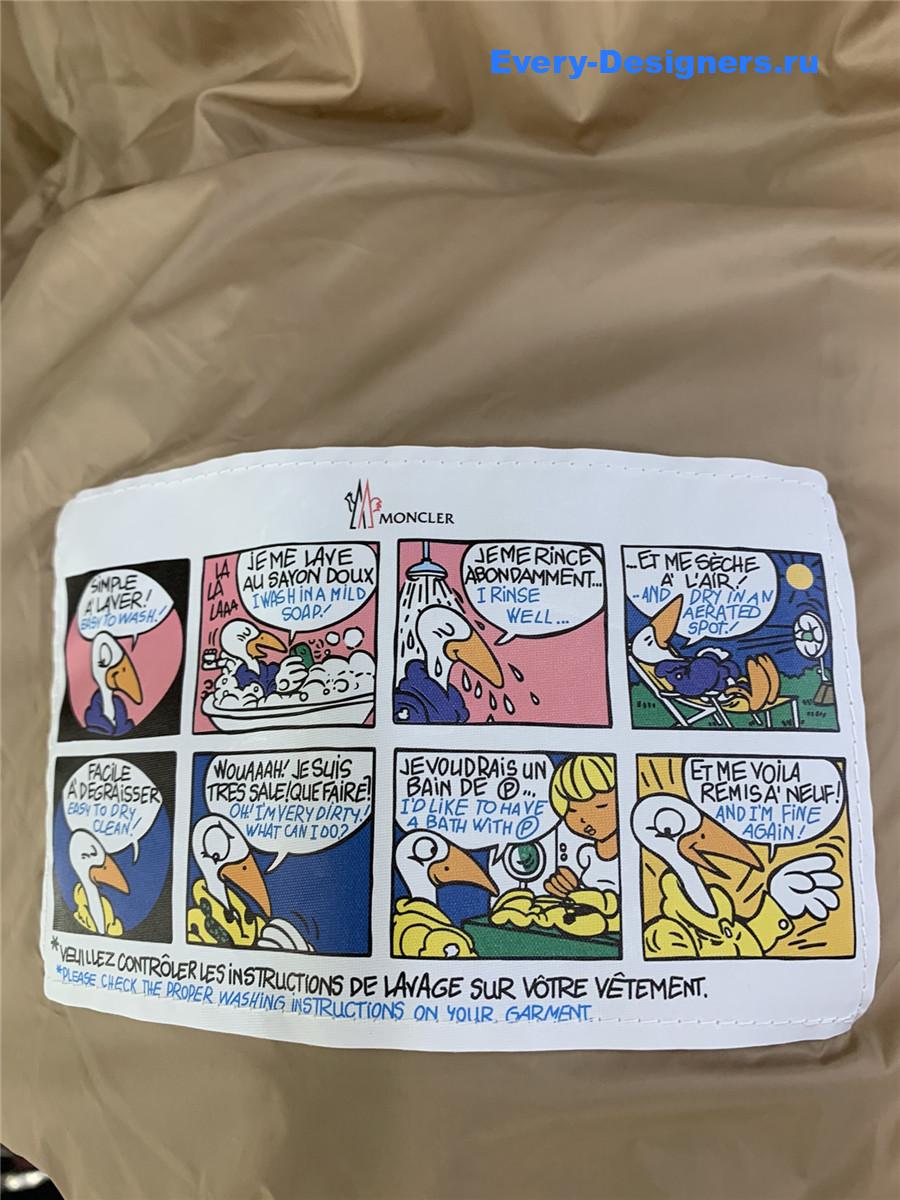 Every-Designers.ru
MONCLER
SIMPLE
A' LAVER!
EASY TO WASH!
LA
LA
LAAA
JE ME LAVE
AU SAVON DOUX
I WASH IN A MILD
SOAP!
JE ME RINCE
ABONDAMMENT...
I RINSE
WELL...
...ET ME SÈCHE
A' L'AIR!
..AND I DRY IN AN
AERATED
SPOT!
FACILE
A' DEGRAISSER
EASY TO DRY
CLEAN!
WOUAAAH! JE SUIS
TRES SALE! QUE FAIRE?
OH! I'M VERY DIRTY!
WHAT CAN I DO?
JE VOUDRAIS UN
BAIN DE Ⓟ...
I'D LIKE TO HAVE
A BATH WITH Ⓟ
ET ME VOILA
REMIS A' NEUF!
AND I'M FINE
AGAIN!
*VEUILLEZ CONTRÔLER LES INSTRUCTIONS DE LAVAGE SUR VÔTRE VÊTEMENT.
*PLEASE CHECK THE PROPER WASHING INSTRUCTIONS ON YOUR GARMENT.